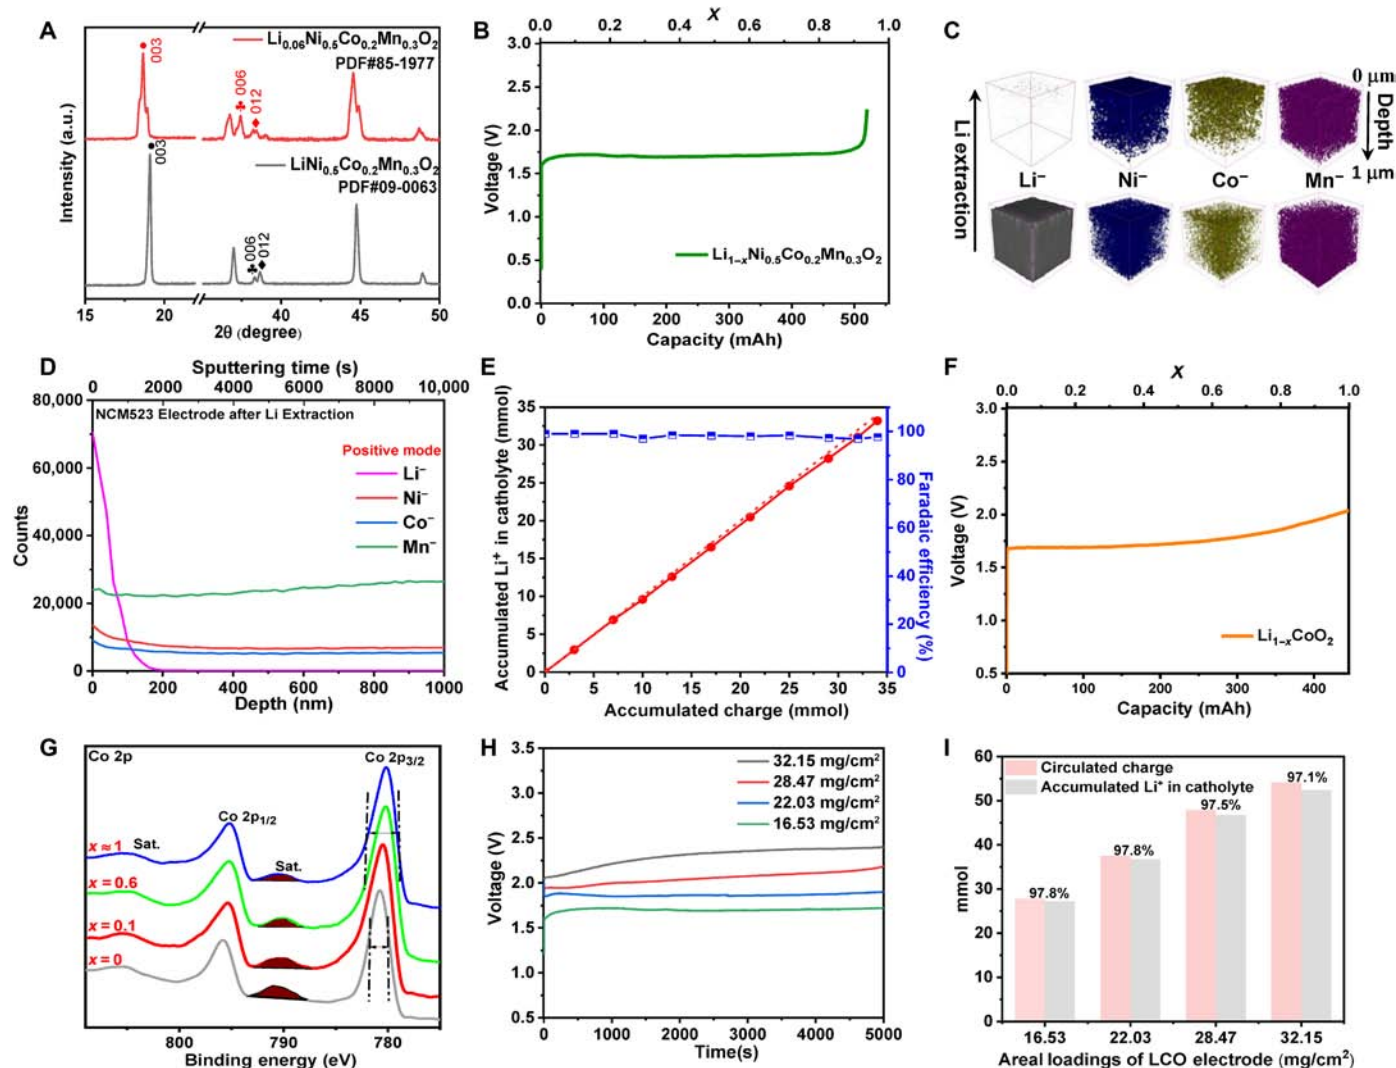 A
Li0.06Ni0.5Co0.2Mn0.3O2
PDF#85-1977
003
006
012
LiNi0.5Co0.2Mn0.3O2
PDF#09-0063
003
006
012
Intensity (a.u.)
15 20 40 45 50
2θ (degree)
B
X
0.0 0.2 0.4 0.6 0.8 1.0
3.0
2.5
2.0
1.5
1.0
0.5
0.0
Voltage (V)
Li1−xNi0.5Co0.2Mn0.3O2
0 100 200 300 400 500
Capacity (mAh)
C
Li extraction
0 μm
Depth
1 μm
Li− Ni− Co− Mn−
D
Sputtering time (s)
0 2000 4000 6000 8000 10,000
80,000
60,000
40,000
20,000
0
Counts
NCM523 Electrode after Li Extraction
Positive mode
Li−
Ni−
Co−
Mn−
0 200 400 600 800 1000
Depth (nm)
E
35
30
25
20
15
10
5
0
Accumulated Li+ in catholyte (mmol)
100
80
60
40
20
0
Faradaic efficiency (%)
0 5 10 15 20 25 30 35
Accumulated charge (mmol)
F
X
0.0 0.2 0.4 0.6 0.8 1.0
3.0
2.5
2.0
1.5
1.0
0.5
Voltage (V)
Li1−xCoO2
0 100 200 300 400
Capacity (mAh)
G
Co 2p
Co 2p3/2
Co 2p1/2
Sat.
Sat.
x ≈ 1
x = 0.6
x = 0.1
x = 0
800 790 780
Binding energy (eV)
H
3.5
3.0
2.5
2.0
1.5
1.0
0.5
Voltage (V)
32.15 mg/cm2
28.47 mg/cm2
22.03 mg/cm2
16.53 mg/cm2
0 1000 2000 3000 4000 5000
Time(s)
I
60
50
40
30
20
10
0
mmol
Circulated charge
Accumulated Li+ in catholyte
97.8%
97.8%
97.5%
97.1%
16.53 22.03 28.47 32.15
Areal loadings of LCO electrode (mg/cm2)